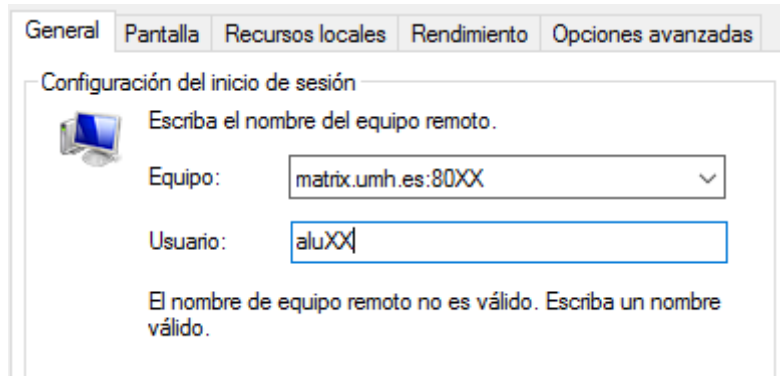 General Pantalla Recursos locales Rendimiento Opciones avanzadas
Configuración del inicio de sesión
Escriba el nombre del equipo remoto.
Equipo: matrix.umh.es:80XX
Usuario: aluXX
El nombre de equipo remoto no es válido. Escriba un nombre
válido.